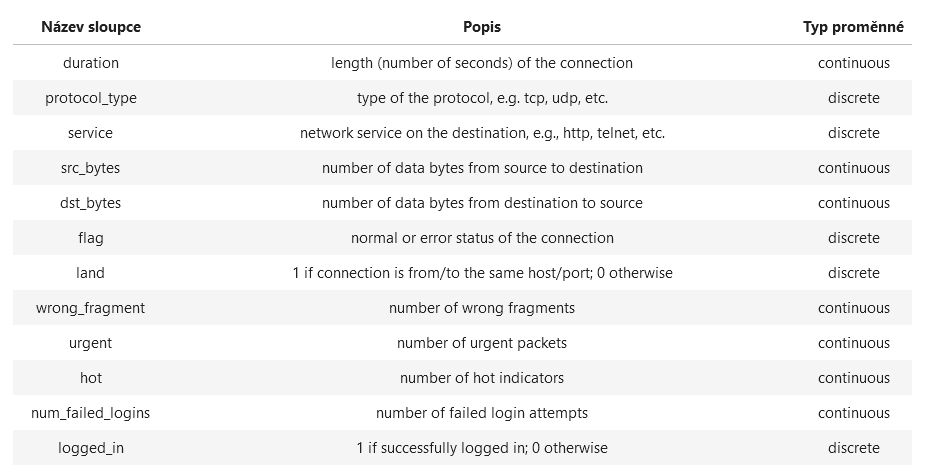 Název sloupce Popis Typ proměnné
duration length (number of seconds) of the connection continuous
protocol_type type of the protocol, e.g. tcp, udp, etc. discrete
service network service on the destination, e.g., http, telnet, etc. discrete
src_bytes number of data bytes from source to destination continuous
dst_bytes number of data bytes from destination to source continuous
flag normal or error status of the connection discrete
land 1 if connection is from/to the same host/port; 0 otherwise discrete
wrong_fragment number of wrong fragments continuous
urgent number of urgent packets continuous
hot number of hot indicators continuous
num_failed_logins number of failed login attempts continuous
logged_in 1 if successfully logged in; 0 otherwise discrete